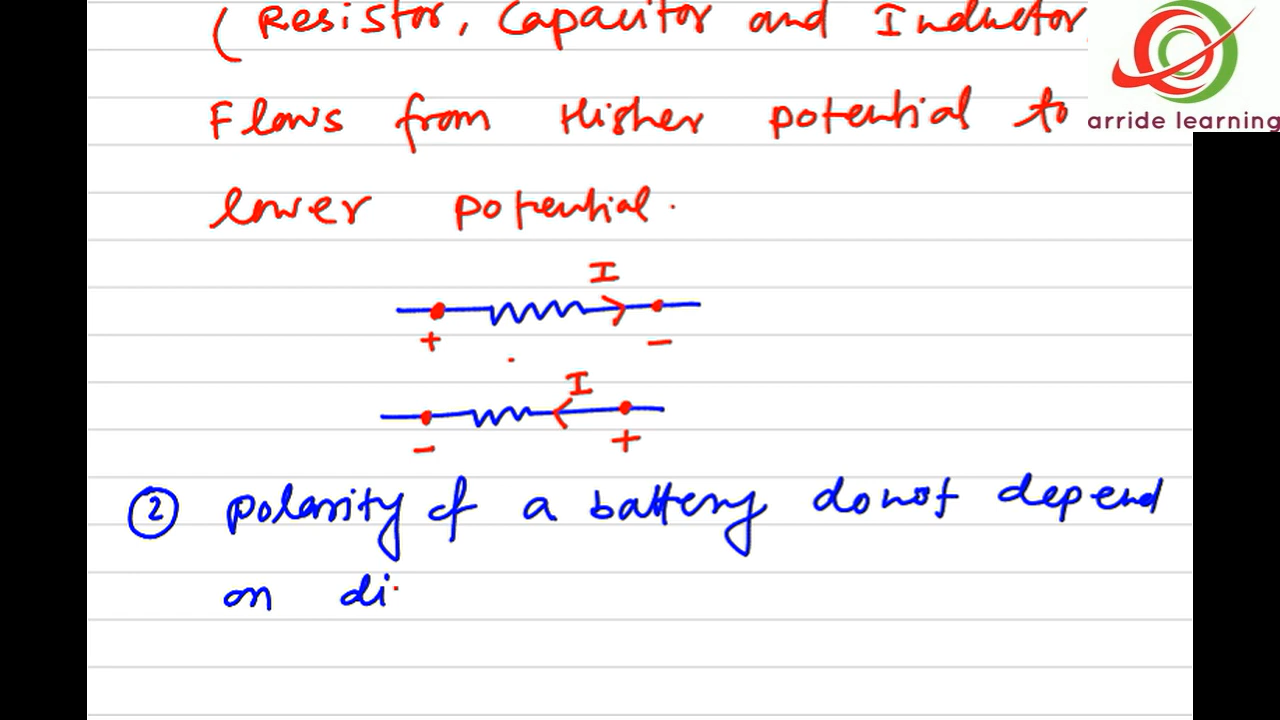 (Resistor, Capacitor and Inductor
arride learning
Flows from Higher potential to
lower potential.
I
+ -
I
- +
② polarity of a battery donot depend
on di